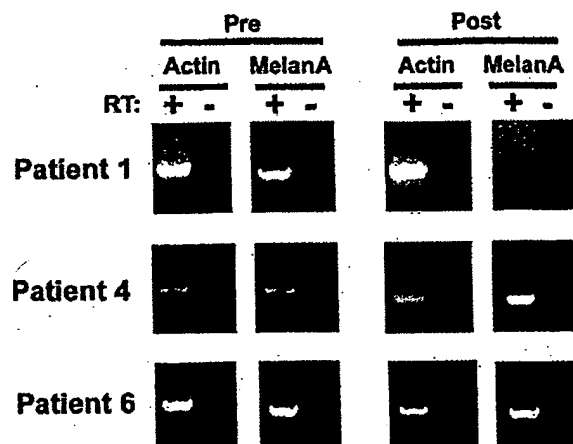 Pre Post
Actin MelanA Actin MelanA
RT: + - + - + - + -
Patient 1
Patient 4
Patient 6